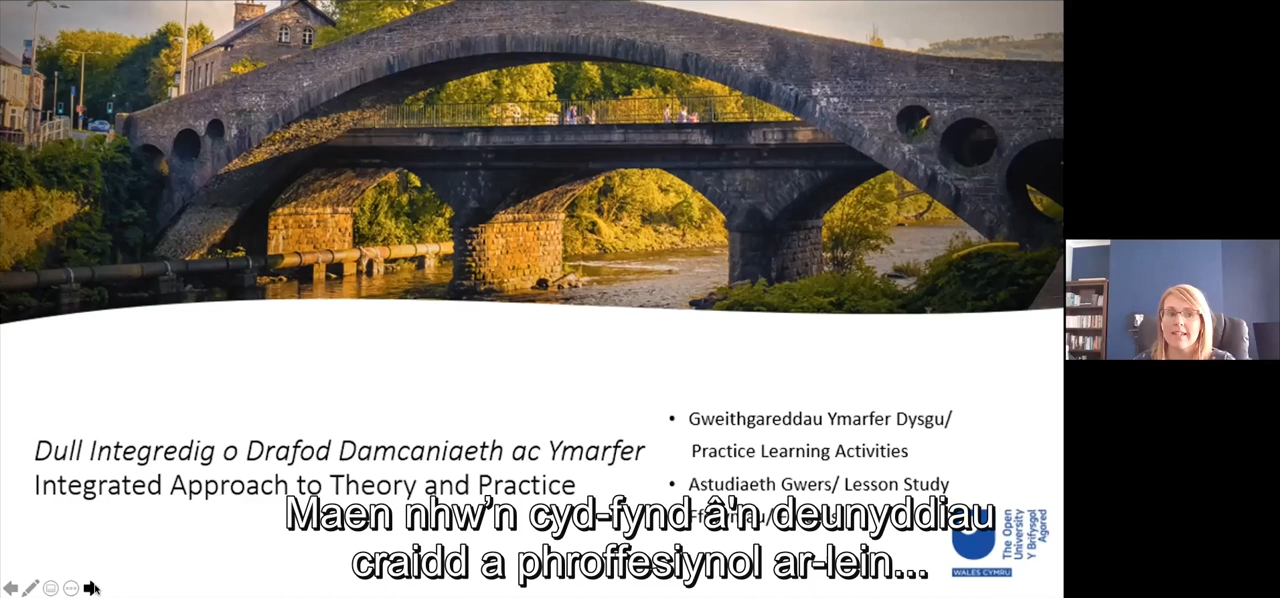 Dull Integredig o Drafod Damcaniaeth ac Ymarfer
Integrated Approach to Theory and Practice
• Gweithgareddau Ymarfer Dysgu/
Practice Learning Activities
• Astudiaeth Gwers/ Lesson Study
Maen nhw’n cyd-fynd â'n deunyddiau
craidd a phroffesiynol ar-lein...
The Open
University
Y Brifysgol
Agored
WALES CYMRU